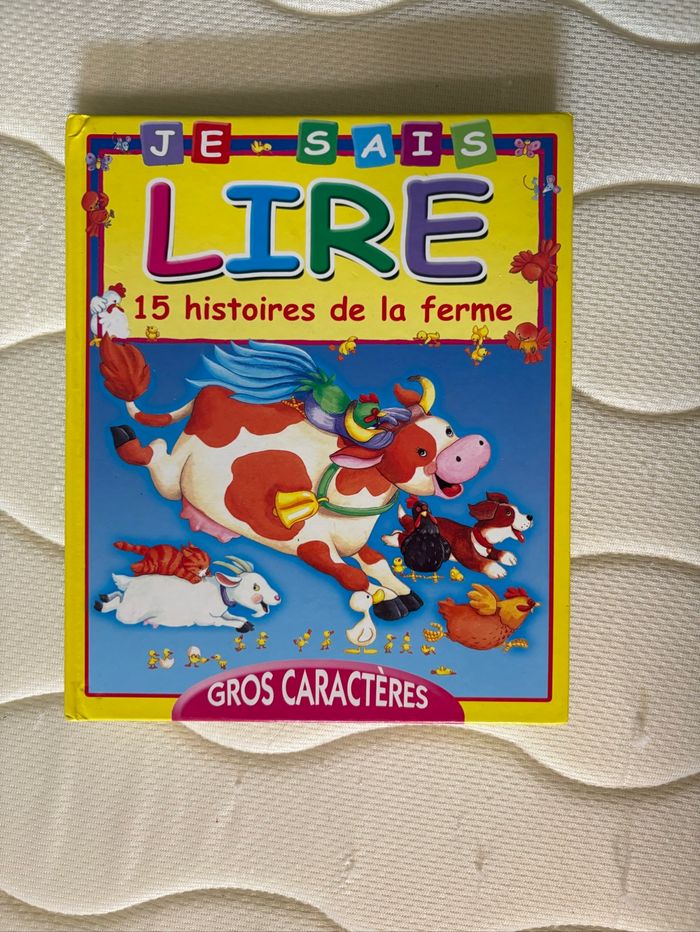 JE SAIS
LIRE
15 histoires de la ferme
GROS CARACTÈRES